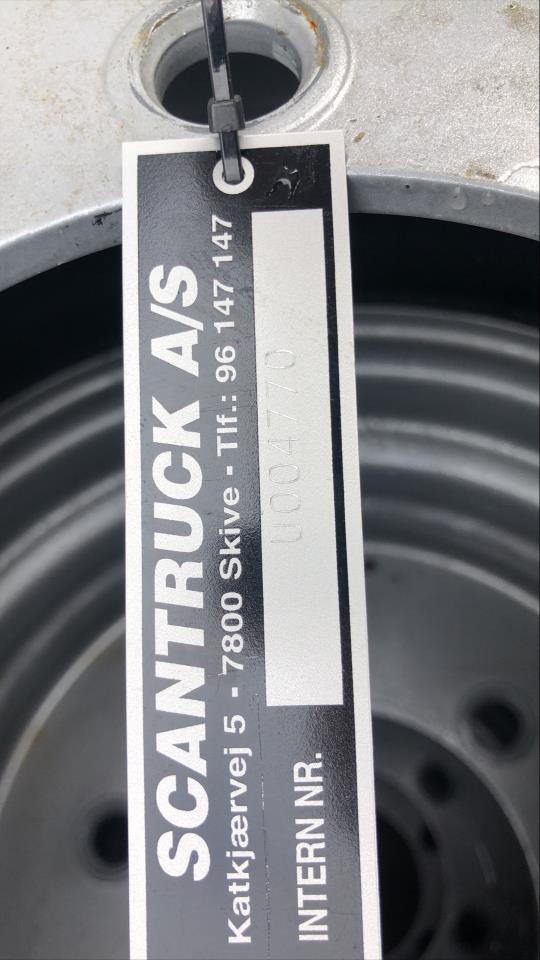 SCANTRUCK A/S
Katkjærvej 5 - 7800 Skive - Tlf.: 96 147 147
INTERN NR. U004770